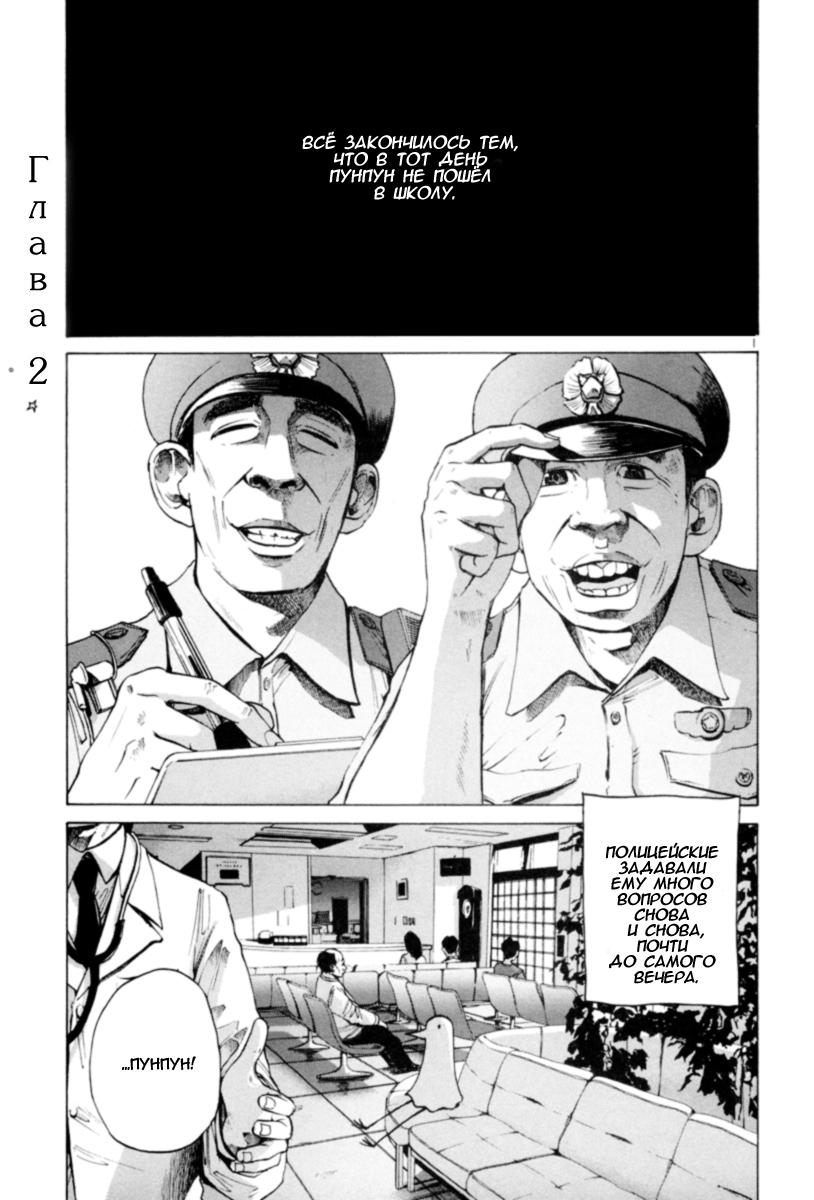 Глава 2
ВСЁ ЗАКОНЧИЛОСЬ ТЕМ,
ЧТО В ТОТ ДЕНЬ
ПУНПУН НЕ ПОШЁЛ
В ШКОЛУ.
ПОЛИЦЕЙСКИЕ
ЗАДАВАЛИ
ЕМУ МНОГО
ВОПРОСОВ
СНОВА
И СНОВА,
ПОЧТИ
ДО САМОГО
ВЕЧЕРА.
...ПУНПУН!